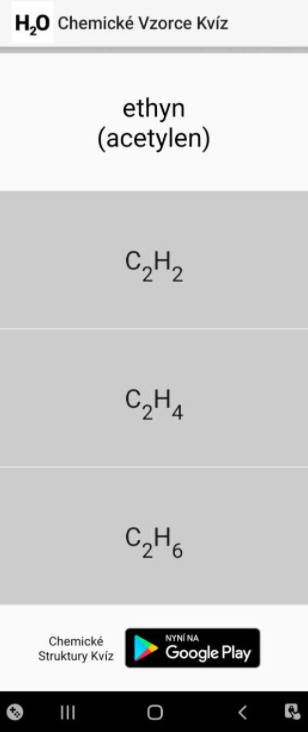 H₂O Chemické Vzorce Kvíz
ethyn
(acetylen)
C₂H₂
C₂H₄
C₂H₆
Chemické
Struktury Kvíz
NYNÍ NA
Google Play